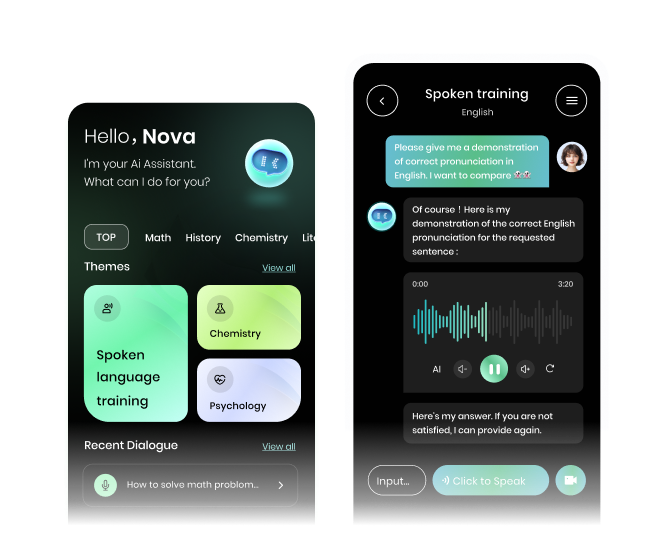 Hello, Nova
I'm your Ai Assistant.
What can I do for you?
TOP Math History Chemistry Lit
Themes View all
Spoken
language
training
Chemistry
Psychology
Recent Dialogue View all
How to solve math problom...
Spoken training
English
Please give me a demonstration
of correct pronunciation in
English. I want to compare 👀
Of course ! Here is my
demonstration of the correct English
pronunciation for the requested
sentence :
0:00 3:20
AI
Here's my answer. If you are not
satisfied, I can provide again.
Input... Click to Speak